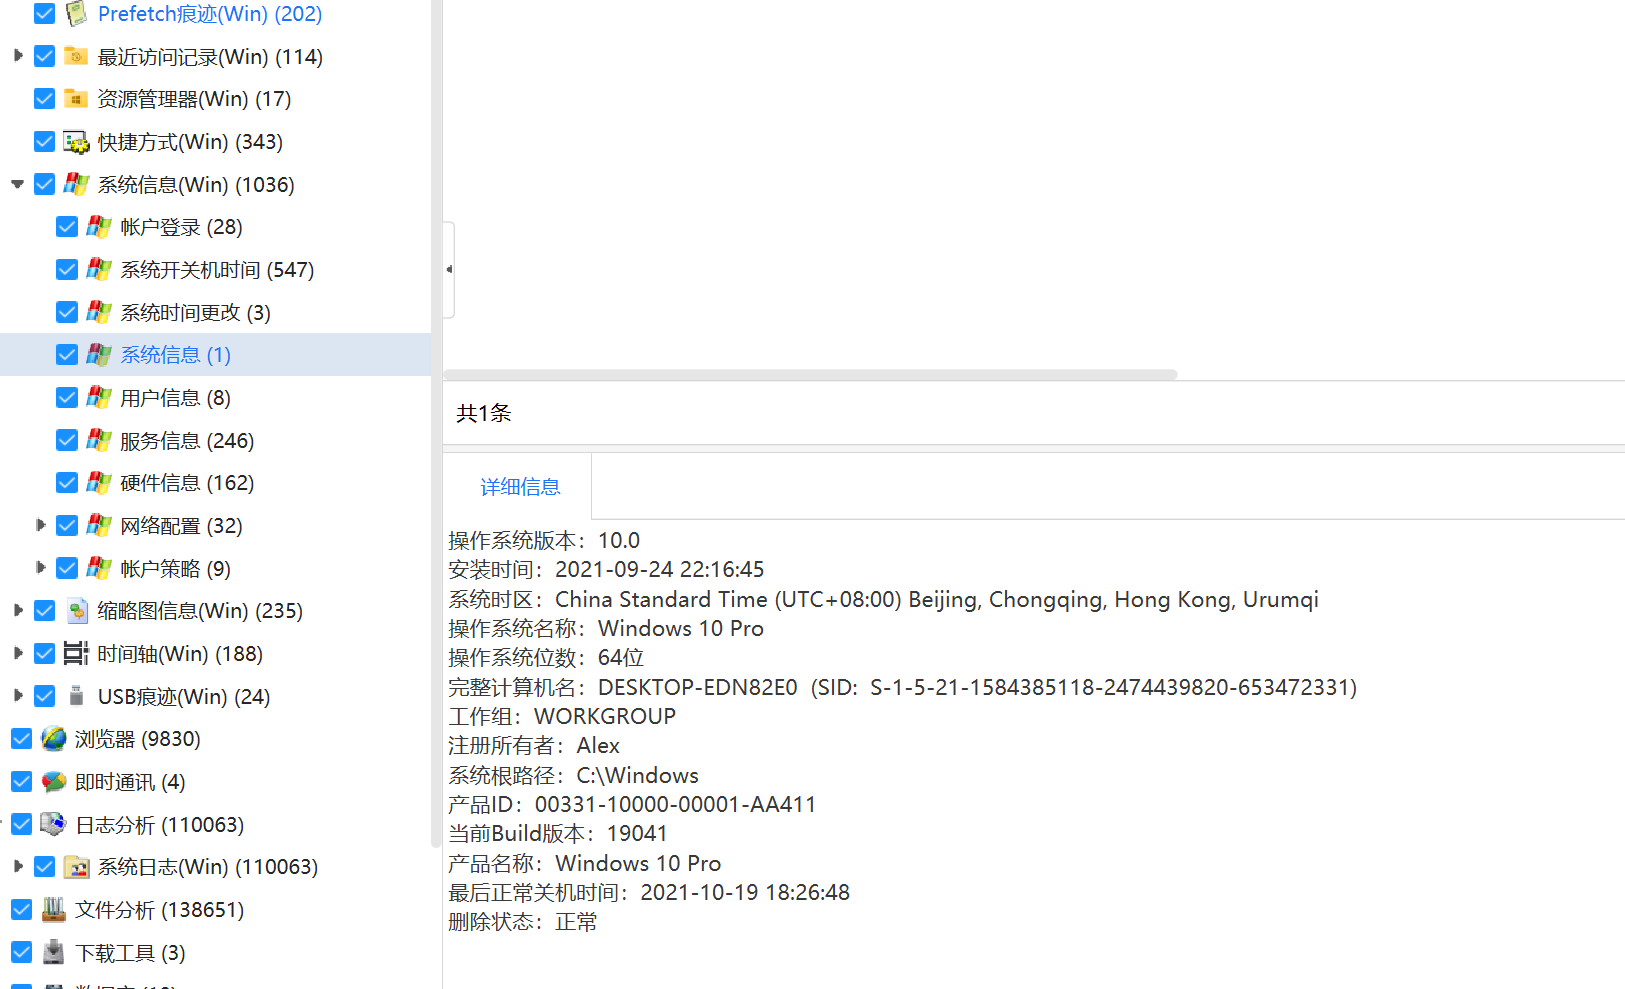 Prefetch痕迹(Win) (202)
最近访问记录(Win) (114)
资源管理器(Win) (17)
快捷方式(Win) (343)
系统信息(Win) (1036)
帐户登录 (28)
系统开关机时间 (547)
系统时间更改 (3)
系统信息 (1)
用户信息 (8)
服务信息 (246)
硬件信息 (162)
网络配置 (32)
帐户策略 (9)
缩略图信息(Win) (235)
时间轴(Win) (188)
USB痕迹(Win) (24)
浏览器 (9830)
即时通讯 (4)
日志分析 (110063)
系统日志(Win) (110063)
文件分析 (138651)
下载工具 (3)
共1条
详细信息
操作系统版本：10.0
安装时间：2021-09-24 22:16:45
系统时区：China Standard Time (UTC+08:00) Beijing, Chongqing, Hong Kong, Urumqi
操作系统名称：Windows 10 Pro
操作系统位数：64位
完整计算机名：DESKTOP-EDN82E0（SID：S-1-5-21-1584385118-2474439820-653472331)
工作组：WORKGROUP
注册所有者：Alex
系统根路径：C:\Windows
产品ID：00331-10000-00001-AA411
当前Build版本：19041
产品名称：Windows 10 Pro
最后正常关机时间：2021-10-19 18:26:48
删除状态：正常